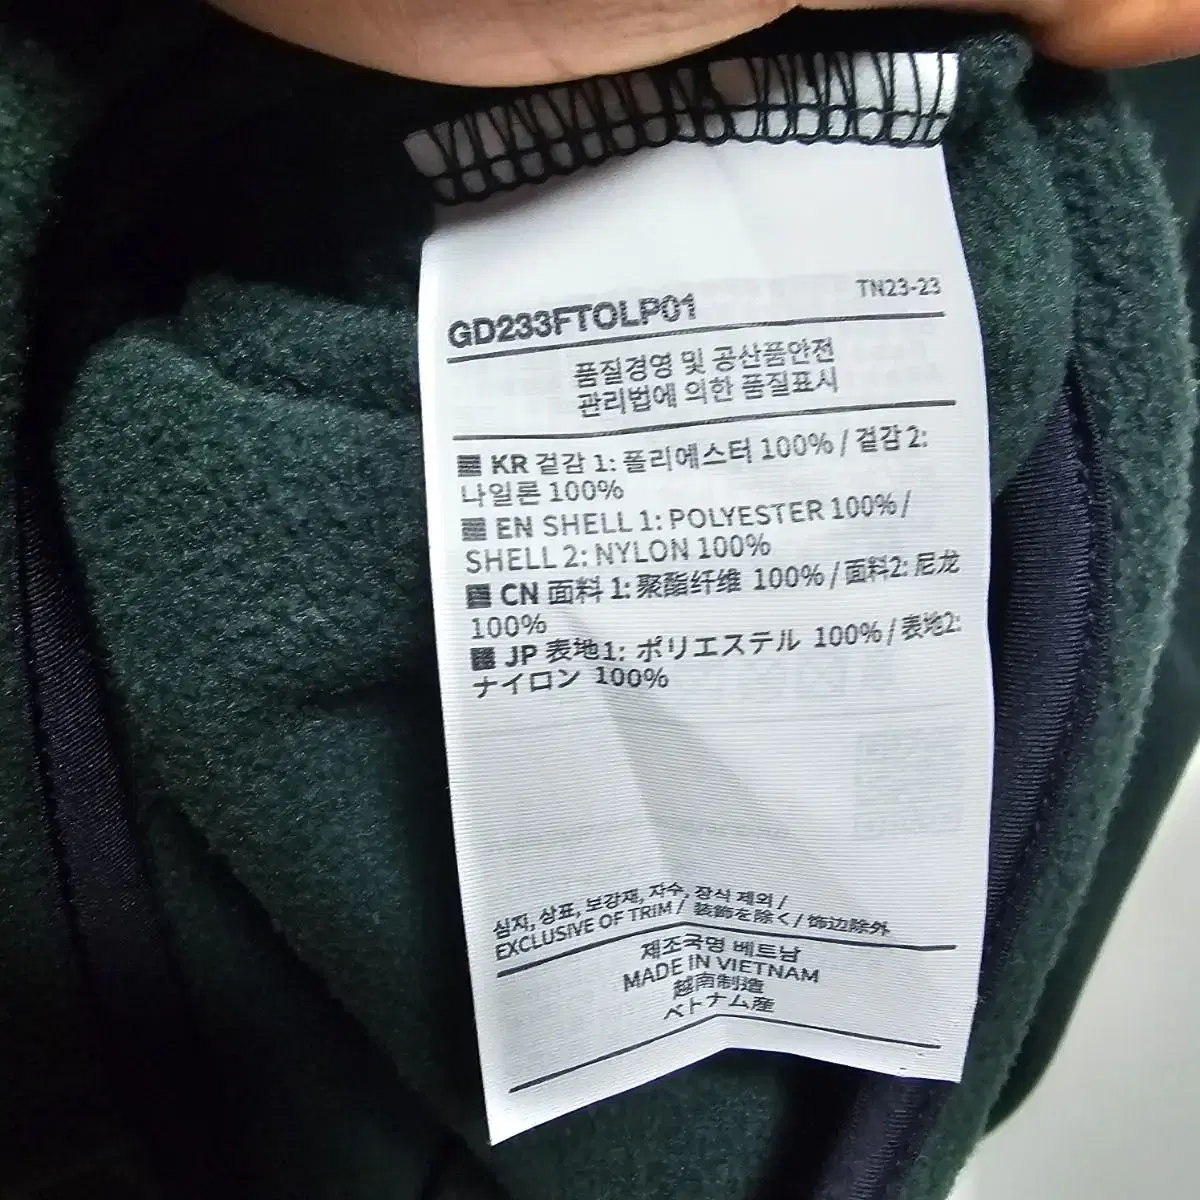 GD233FTOLP01
TN23-23
품질경영 및 공산품안전
관리법에 의한 품질표시
KR 겉감 1: 폴리에스터 100% / 겉감 2:
나일론 100%
EN SHELL 1: POLYESTER 100% /
SHELL 2: NYLON 100%
CN 面料 1: 聚酯纤维 100% / 面料2: 尼龙
100%
JP 表地1: ポリエステル 100% / 表地2:
ナイロン 100%
심지, 상표, 보강재, 자수, 장식 제외 /
EXCLUSIVE OF TRIM / 装飾を除く / 饰边除外
제조국명 베트남
MADE IN VIETNAM
越南制造
ベトナム産